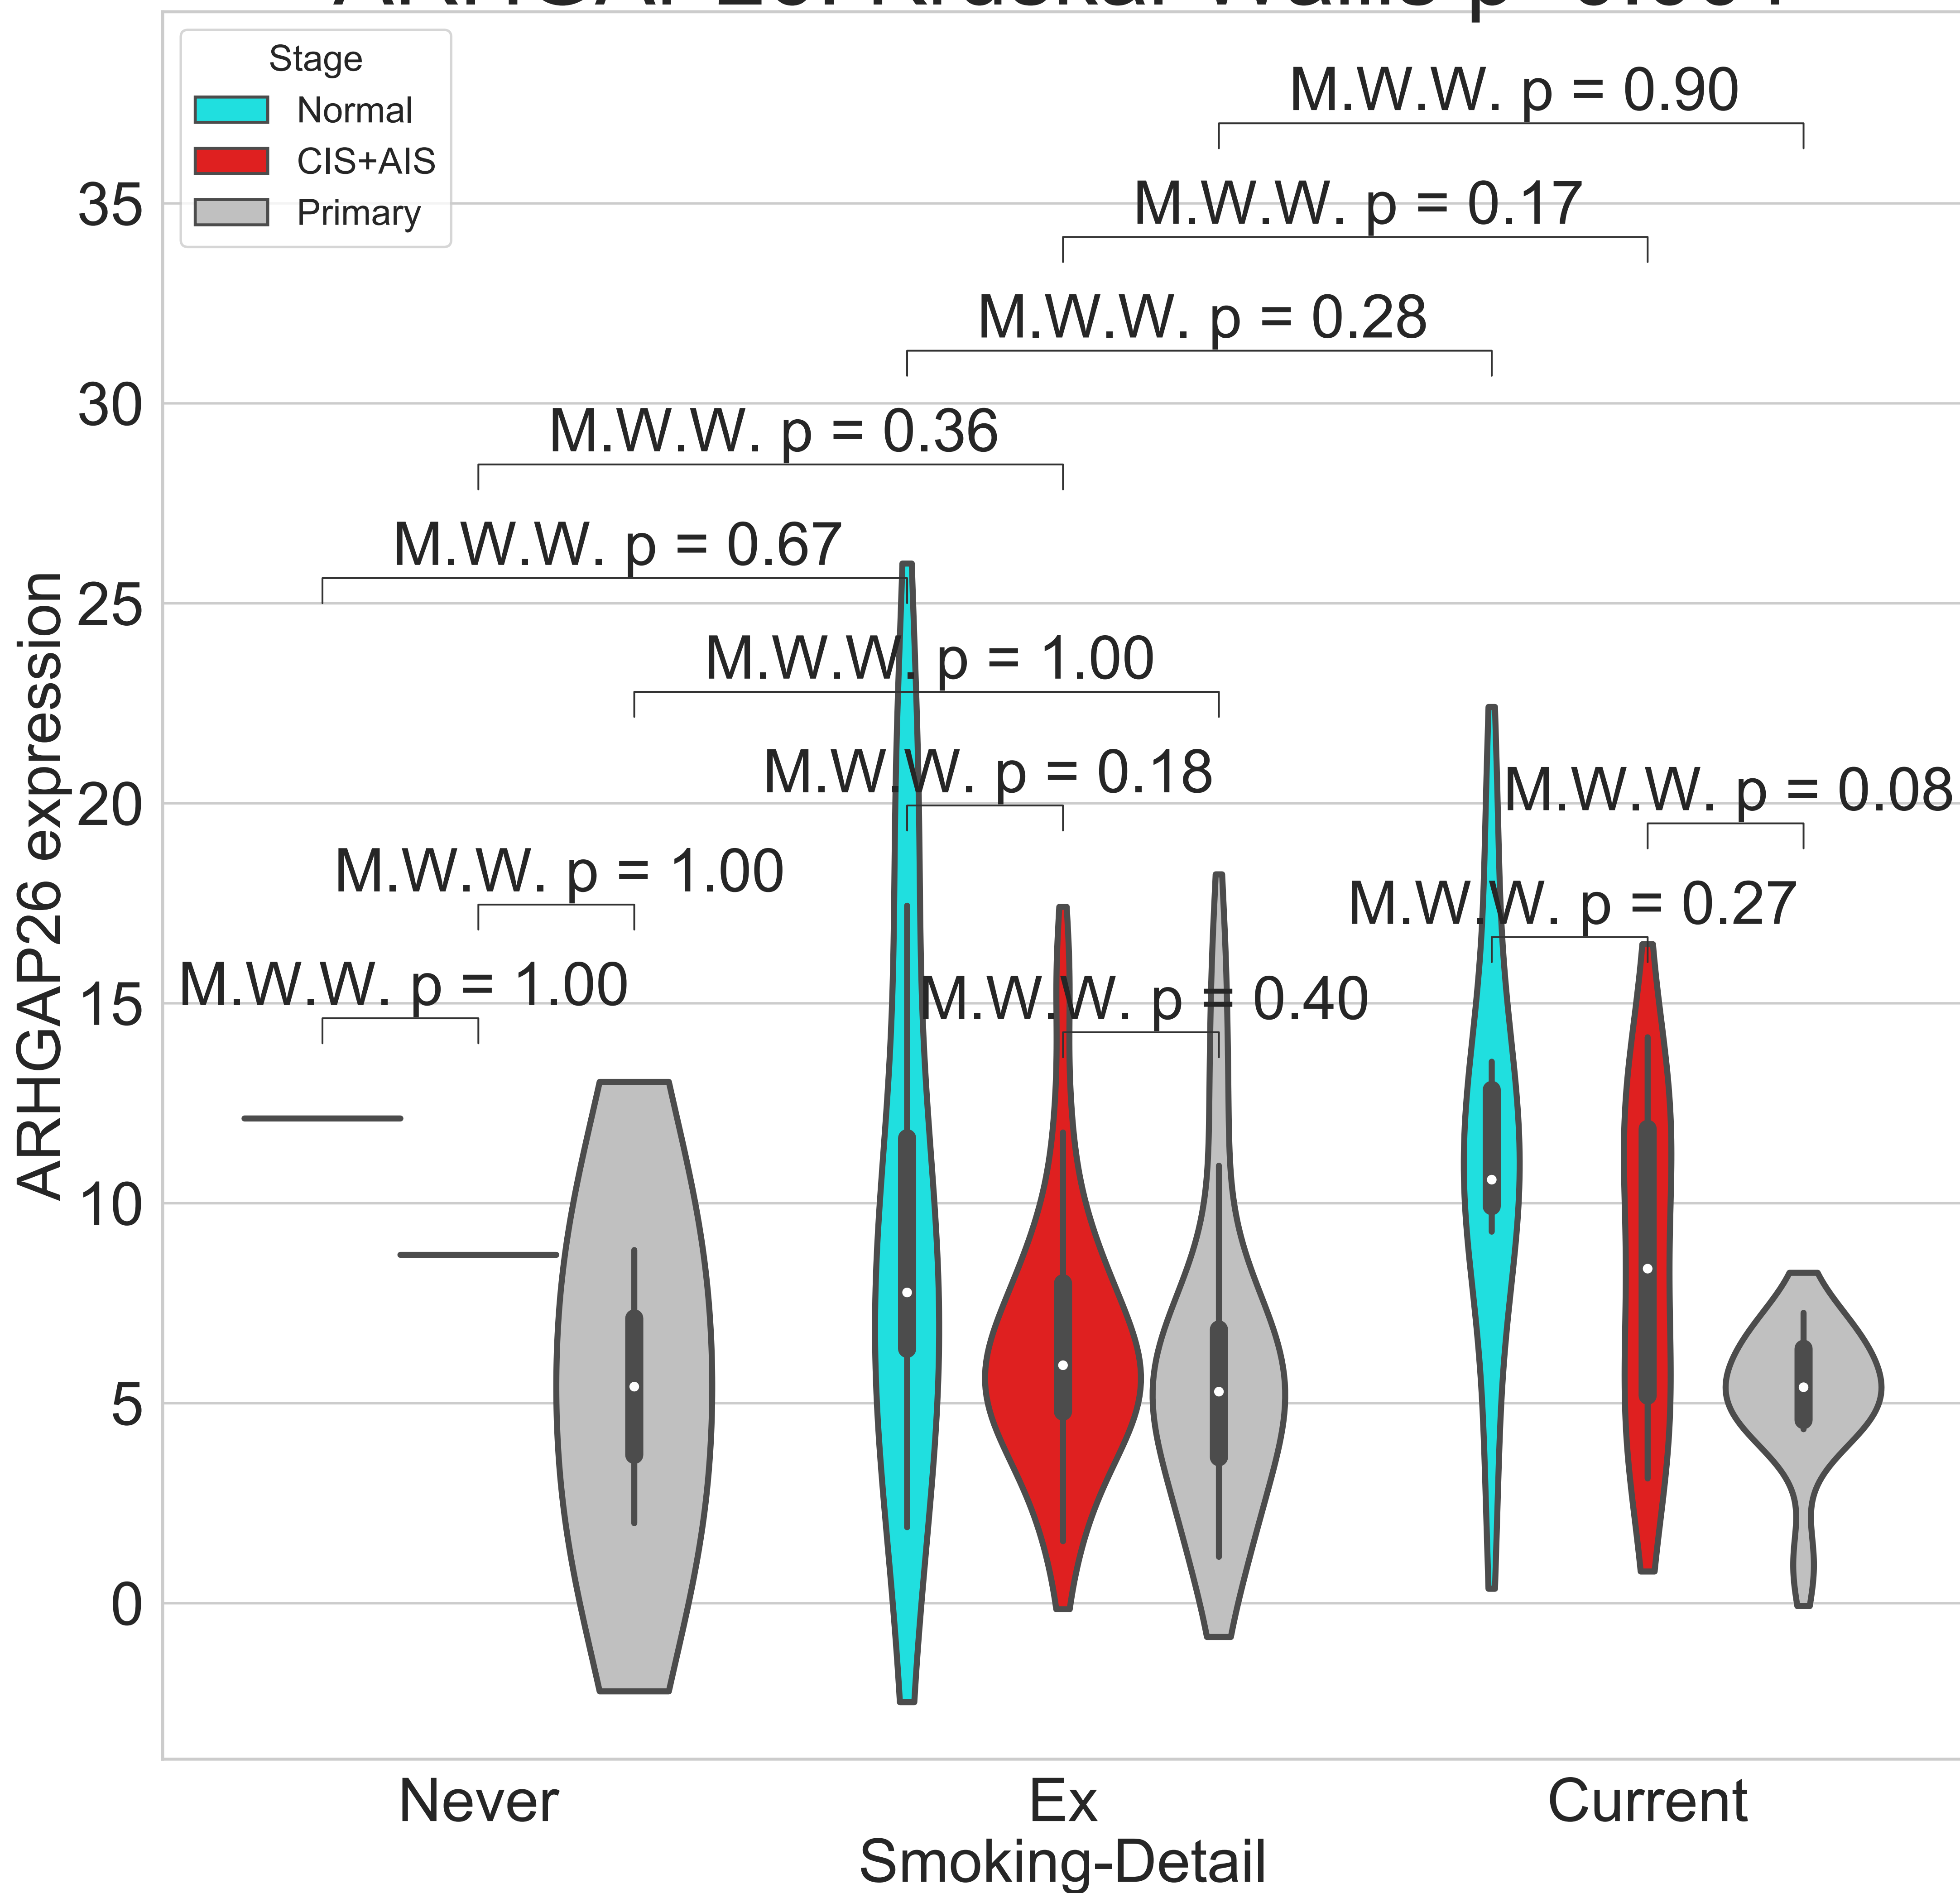 Stage
Normal
CIS+AIS
Primary
M.W.W. p = 0.90
M.W.W. p = 0.17
M.W.W. p = 0.28
M.W.W. p = 0.36
M.W.W. p = 0.67
M.W.W. p = 1.00
M.W.W. p = 0.18
M.W.W. p = 0.08
M.W.W. p = 1.00
M.W.W. p = 0.27
M.W.W. p = 1.00
M.W.W. p = 0.40
35
30
25
20
15
10
5
0
ARHGAP26 expression
Never
Ex
Current
Smoking-Detail